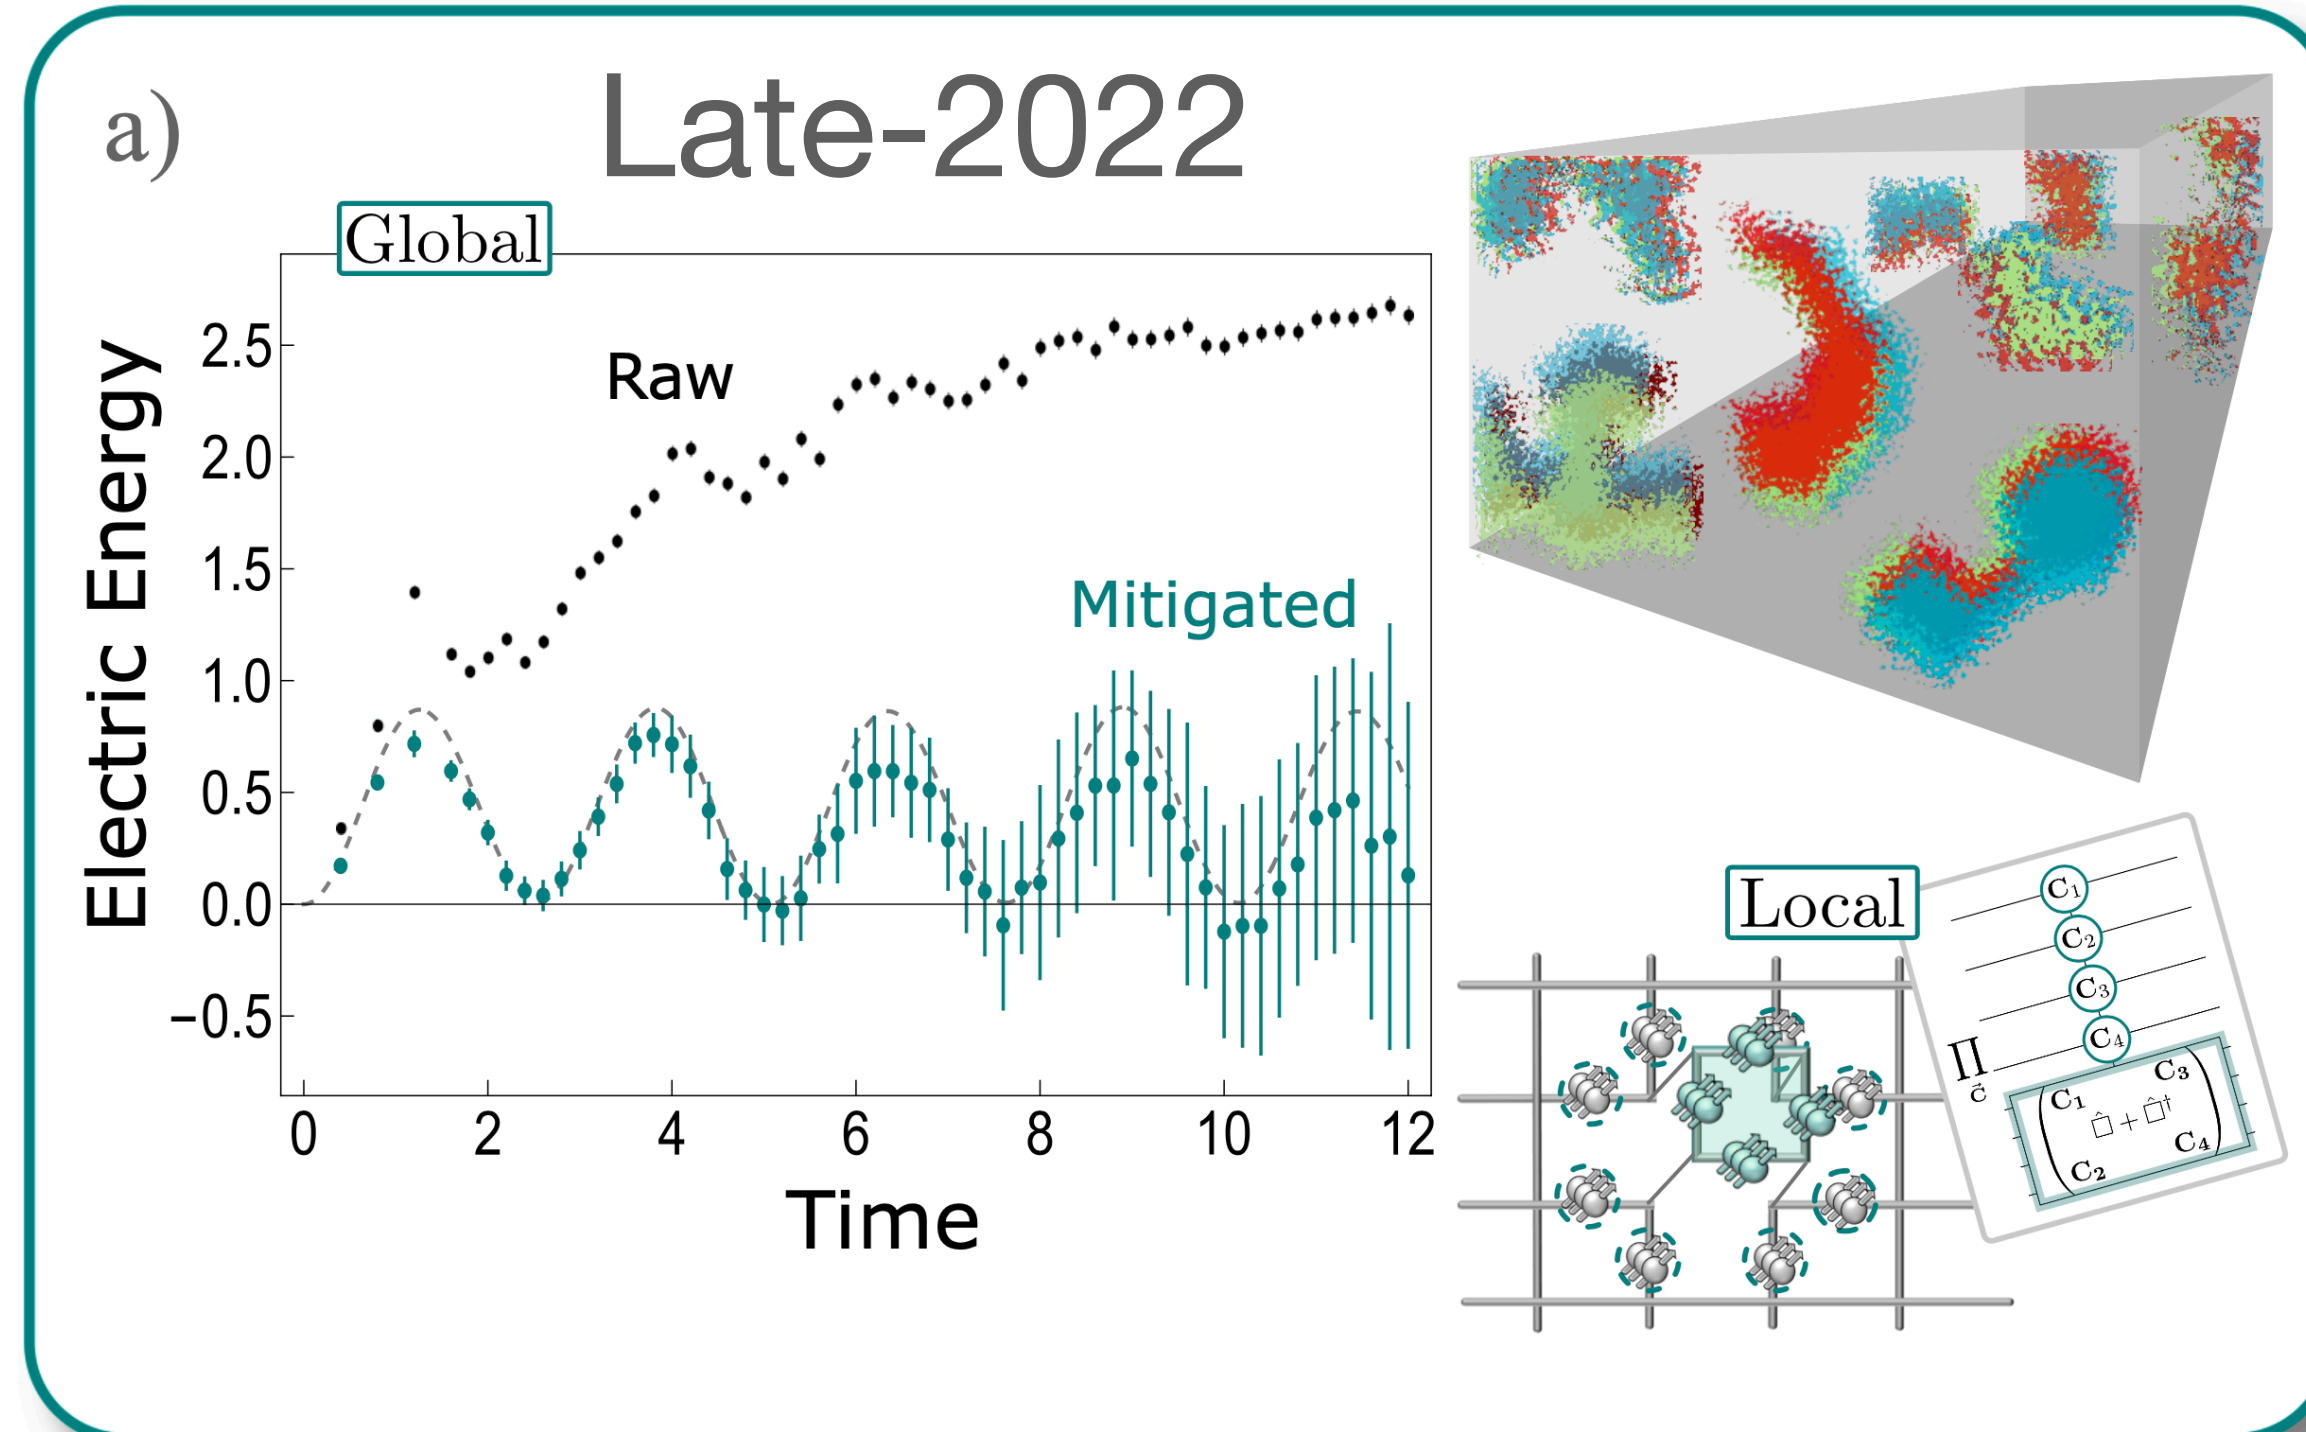 a)
Late-2022
Global
Electric Energy
2.5
2.0
1.5
1.0
0.5
0.0
−0.5
Raw
Mitigated
0 2 4 6 8 10 12
Time
Local
C₁
C₂
C₃
C₄
∏
c⃗
C₁ C₃
□̂ + □̂†
C₂ C₄